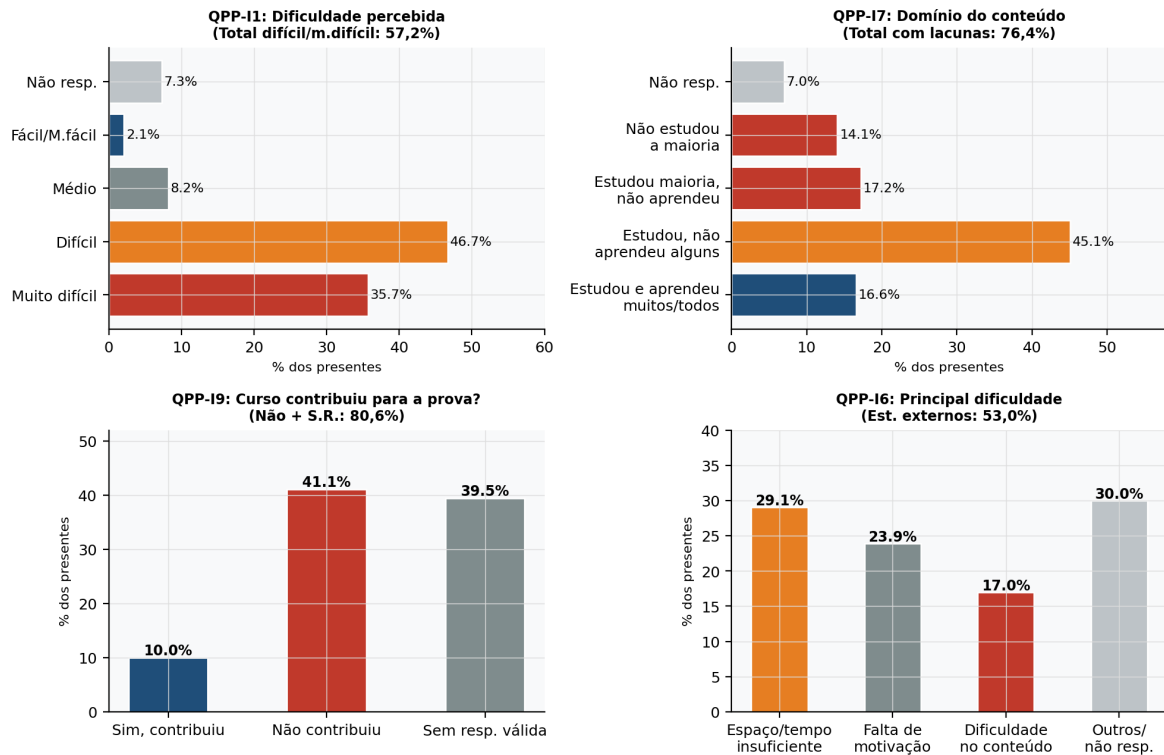 QPP-I1: Dificuldade percebida
(Total difícil/m.difícil: 57,2%)
Não resp.
7.3%
Fácil/M.fácil
2.1%
Médio
8.2%
Difícil
46.7%
Muito difícil
35.7%
0 10 20 30 40 50 60
% dos presentes
QPP-I7: Domínio do conteúdo
(Total com lacunas: 76,4%)
Não resp.
7.0%
Não estudou
a maioria
14.1%
Estudou maioria,
não aprendeu
17.2%
Estudou, não
aprendeu alguns
45.1%
Estudou e aprendeu
muitos/todos
16.6%
0 10 20 30 40 50
% dos presentes
QPP-I9: Curso contribuiu para a prova?
(Não + S.R.: 80,6%)
% dos presentes
50
40
30
20
10
0
10.0%
41.1%
39.5%
Sim, contribuiu
Não contribuiu
Sem resp. válida
QPP-I6: Principal dificuldade
(Est. externos: 53,0%)
% dos presentes
40
35
30
25
20
15
10
5
0
29.1%
23.9%
17.0%
30.0%
Espaço/tempo
insuficiente
Falta de
motivação
Dificuldade
no conteúdo
Outros/
não resp.